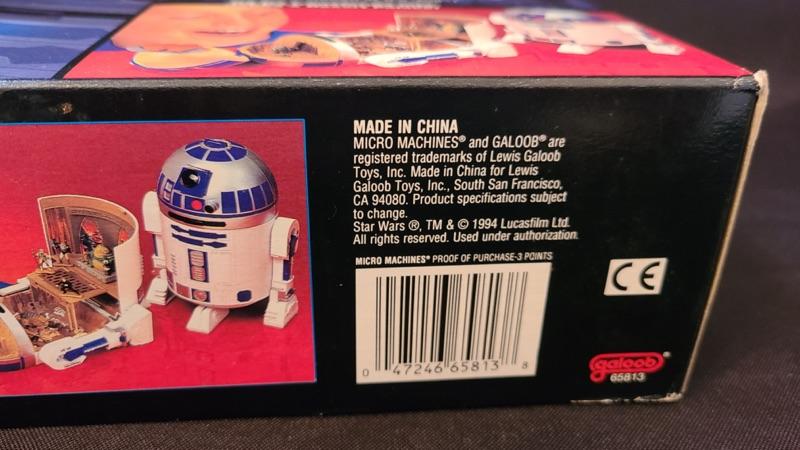 MADE IN CHINA
MICRO MACHINES® and GALOOB® are
registered trademarks of Lewis Galoob
Toys, Inc. Made in China for Lewis
Galoob Toys, Inc., South San Francisco,
CA 94080. Product specifications subject
to change.
Star Wars ®, TM & © 1994 Lucasfilm Ltd.
All rights reserved. Used under authorization.
MICRO MACHINES® PROOF OF PURCHASE-3 POINTS
0 47246 65813 8
CE
galoob®
65813